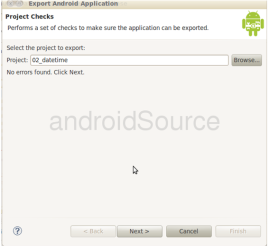 Export Android Application
Project Checks
Performs a set of checks to make sure the application can be exported.
Select the project to export:
Project: 02_datetime Browse...
No errors found. Click Next.
androidSource
? < Back Next > Cancel Finish